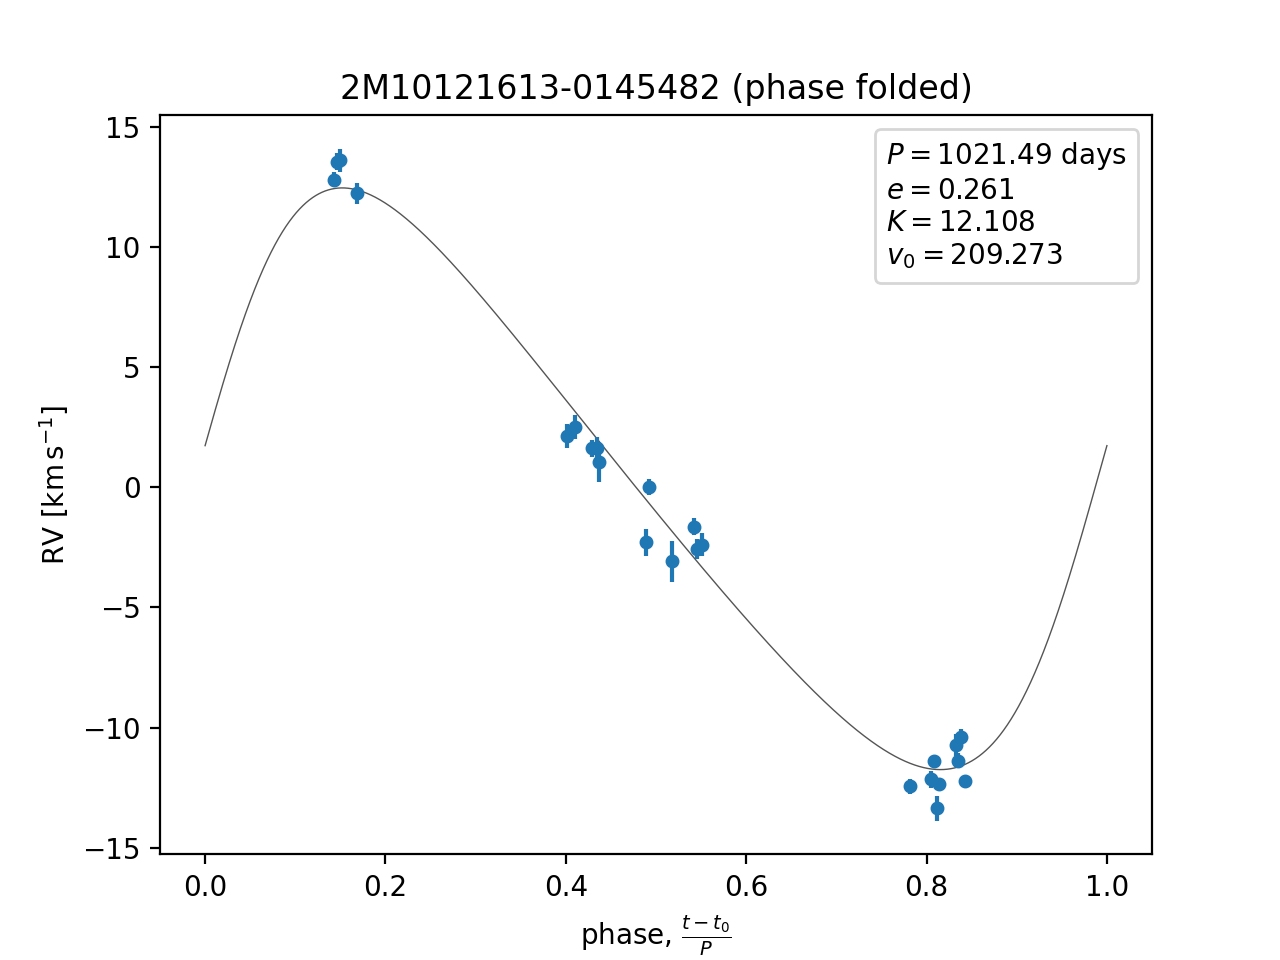 2M10121613-0145482 (phase folded)
P = 1021.49 days
e = 0.261
K = 12.108
v₀ = 209.273
RV [km s⁻¹]
15
10
5
0
−5
−10
−15
0.0 0.2 0.4 0.6 0.8 1.0
phase, (t − t₀)/P